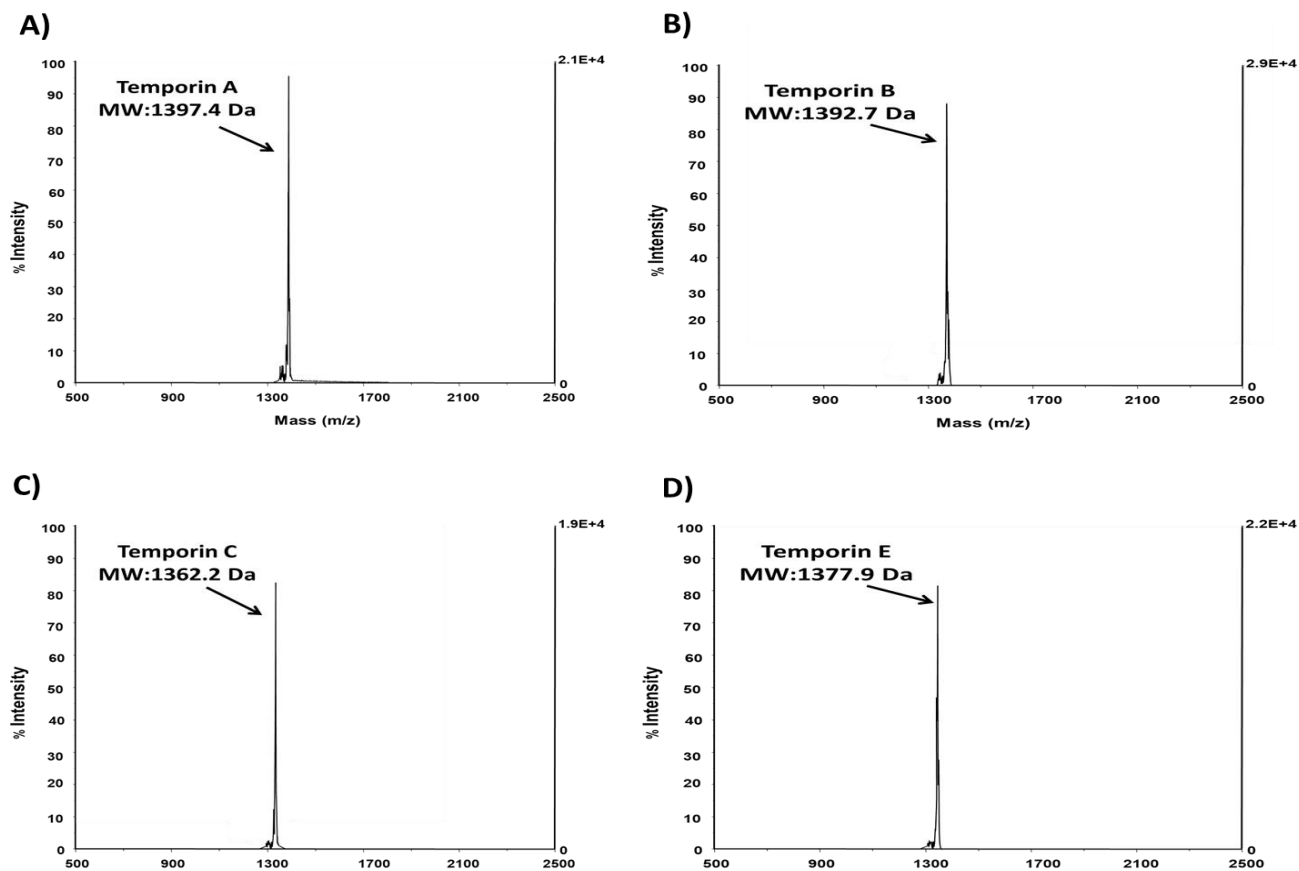 A)
2.1E+4
100
90
80
70
60
50
40
30
20
10
0
% Intensity
Temporin A
MW:1397.4 Da
0
500 900 1300 1700 2100 2500
Mass (m/z)
B)
2.9E+4
100
90
80
70
60
50
40
30
20
10
0
% Intensity
Temporin B
MW:1392.7 Da
0
500 900 1300 1700 2100 2500
Mass (m/z)
C)
1.9E+4
100
90
80
70
60
50
40
30
20
10
0
% Intensity
Temporin C
MW:1362.2 Da
0
500 900 1300 1700 2100 2500
D)
2.2E+4
100
90
80
70
60
50
40
30
20
10
0
% Intensity
Temporin E
MW:1377.9 Da
0
500 900 1300 1700 2100 2500